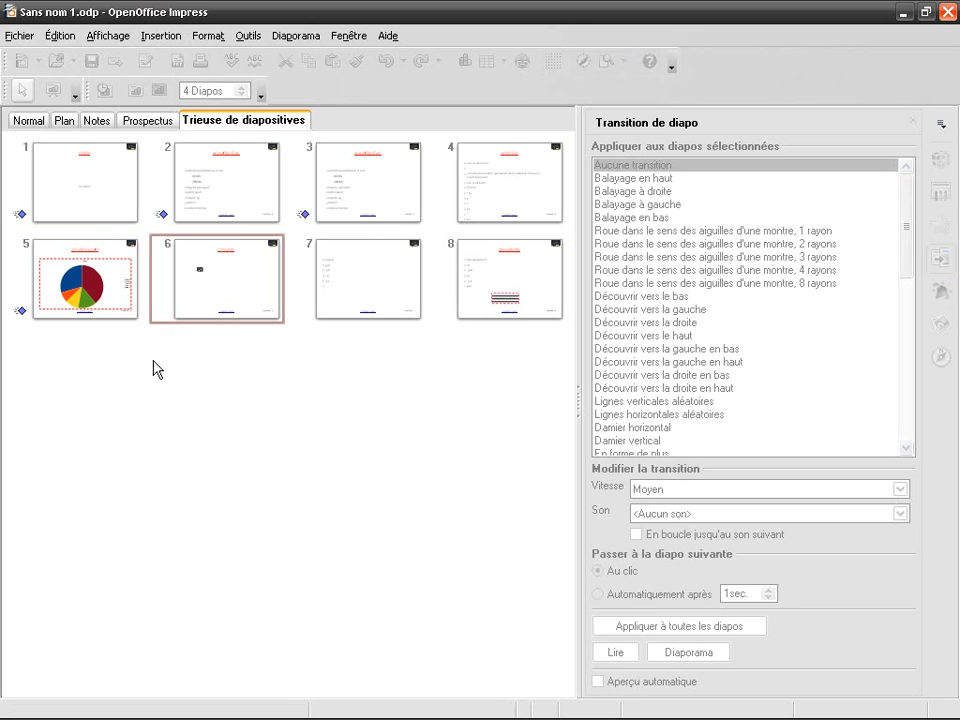 Sans nom 1.odp - OpenOffice Impress
Fichier Édition Affichage Insertion Format Outils Diaporama Fenêtre Aide
4 Diapos
Normal Plan Notes Prospectus Trieuse de diapositives
1 2 3 4
5 6 7 8
Transition de diapo
Appliquer aux diapos sélectionnées
Aucune transition
Balayage en haut
Balayage à droite
Balayage à gauche
Balayage en bas
Roue dans le sens des aiguilles d'une montre, 1 rayon
Roue dans le sens des aiguilles d'une montre, 2 rayons
Roue dans le sens des aiguilles d'une montre, 3 rayons
Roue dans le sens des aiguilles d'une montre, 4 rayons
Roue dans le sens des aiguilles d'une montre, 8 rayons
Découvrir vers le bas
Découvrir vers la gauche
Découvrir vers la droite
Découvrir vers le haut
Découvrir vers la gauche en bas
Découvrir vers la gauche en haut
Découvrir vers la droite en bas
Découvrir vers la droite en haut
Lignes verticales aléatoires
Lignes horizontales aléatoires
Damier horizontal
Damier vertical
En forme de plus
Modifier la transition
Vitesse Moyen
Son <Aucun son>
En boucle jusqu'au son suivant
Passer à la diapo suivante
Au clic
Automatiquement après 1sec.
Appliquer à toutes les diapos
Lire Diaporama
Aperçu automatique